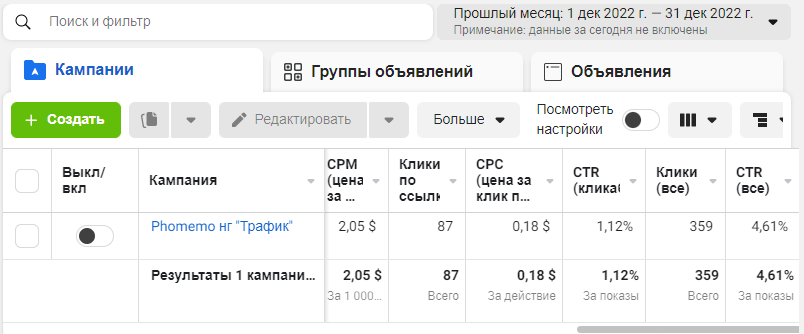 Поиск и фильтр
Прошлый месяц: 1 дек 2022 г. — 31 дек 2022 г.
Примечание: данные за сегодня не включены
Кампании
Группы объявлений
Объявления
+ Создать
Редактировать
Больше
Посмотреть
настройки
Выкл/
вкл
Кампания
CPM
(цена
за ...
Клики
по
ссылк
CPC
(цена за
клик п...
CTR
(клика
Клики
(все)
CTR
(все)
Phomemo нг "Трафик"
2,05 $
87
0,18 $
1,12%
359
4,61%
Результаты 1 кампани...
2,05 $
87
0,18 $
1,12%
359
4,61%
За 1 000...
Всего
За действие
За показы
Всего
За показы